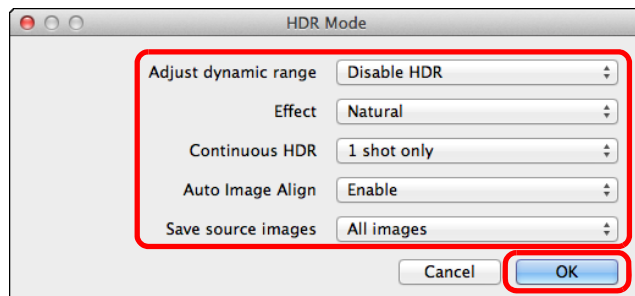 HDR Mode
Adjust dynamic range Disable HDR
Effect Natural
Continuous HDR 1 shot only
Auto Image Align Enable
Save source images All images
Cancel OK